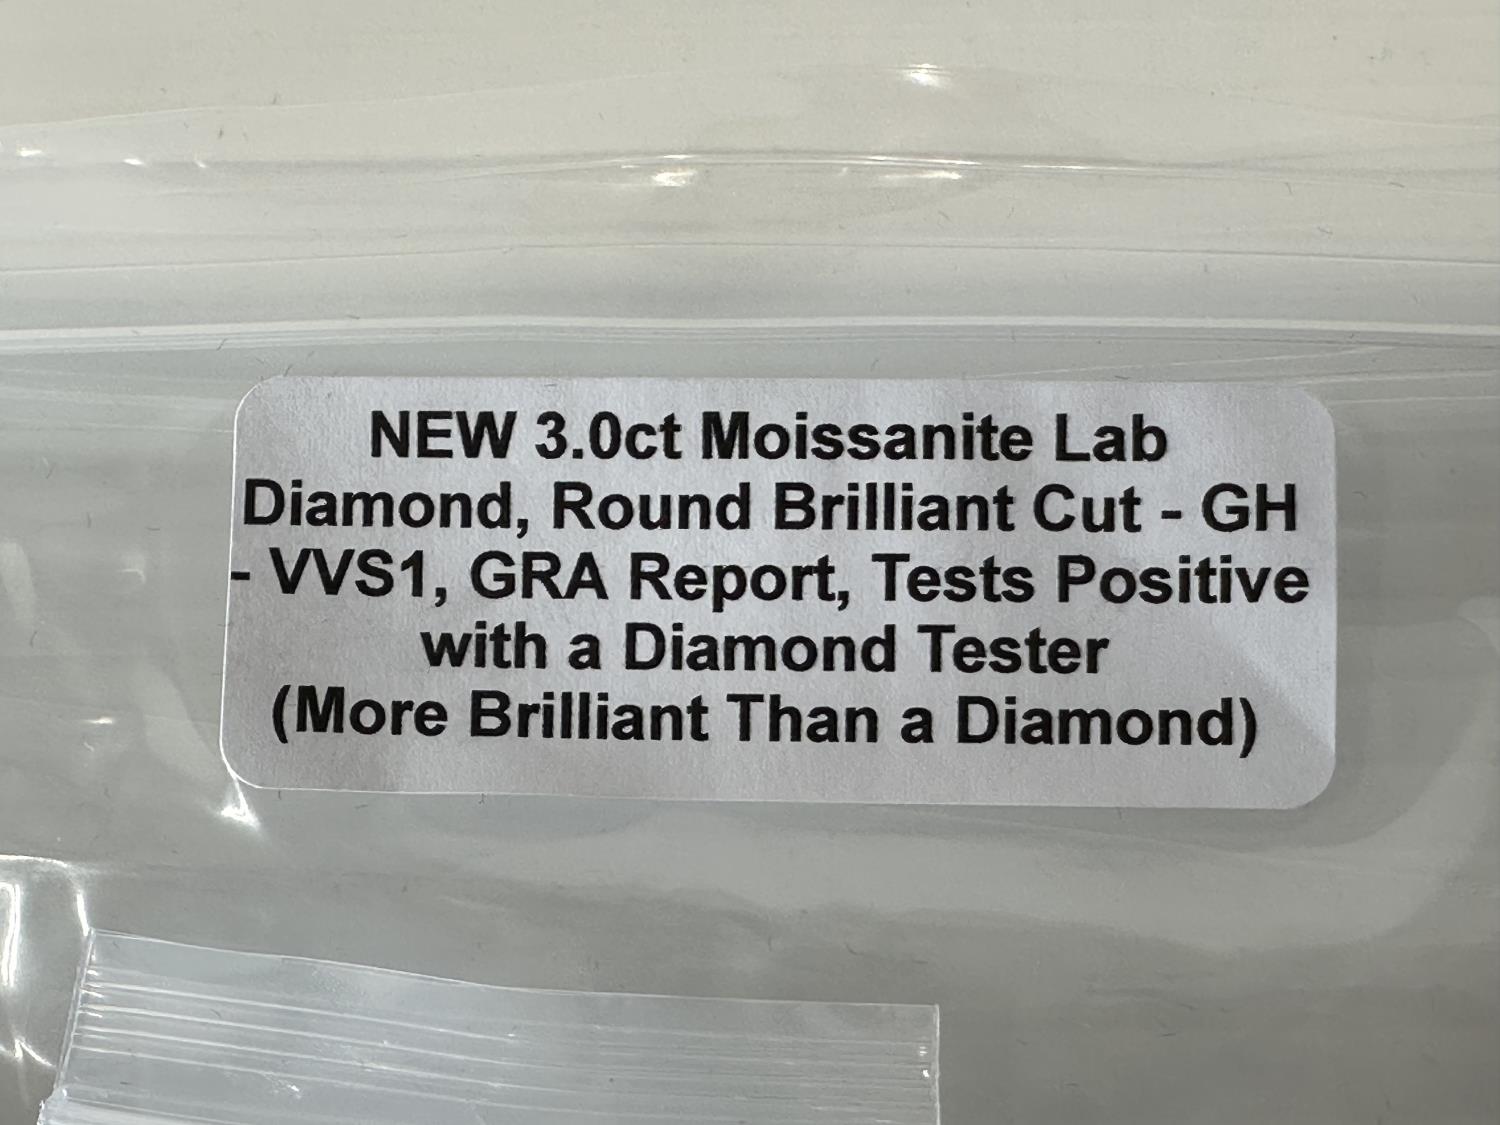 NEW 3.0ct Moissanite Lab
Diamond, Round Brilliant Cut - GH
- VVS1, GRA Report, Tests Positive
with a Diamond Tester
(More Brilliant Than a Diamond)